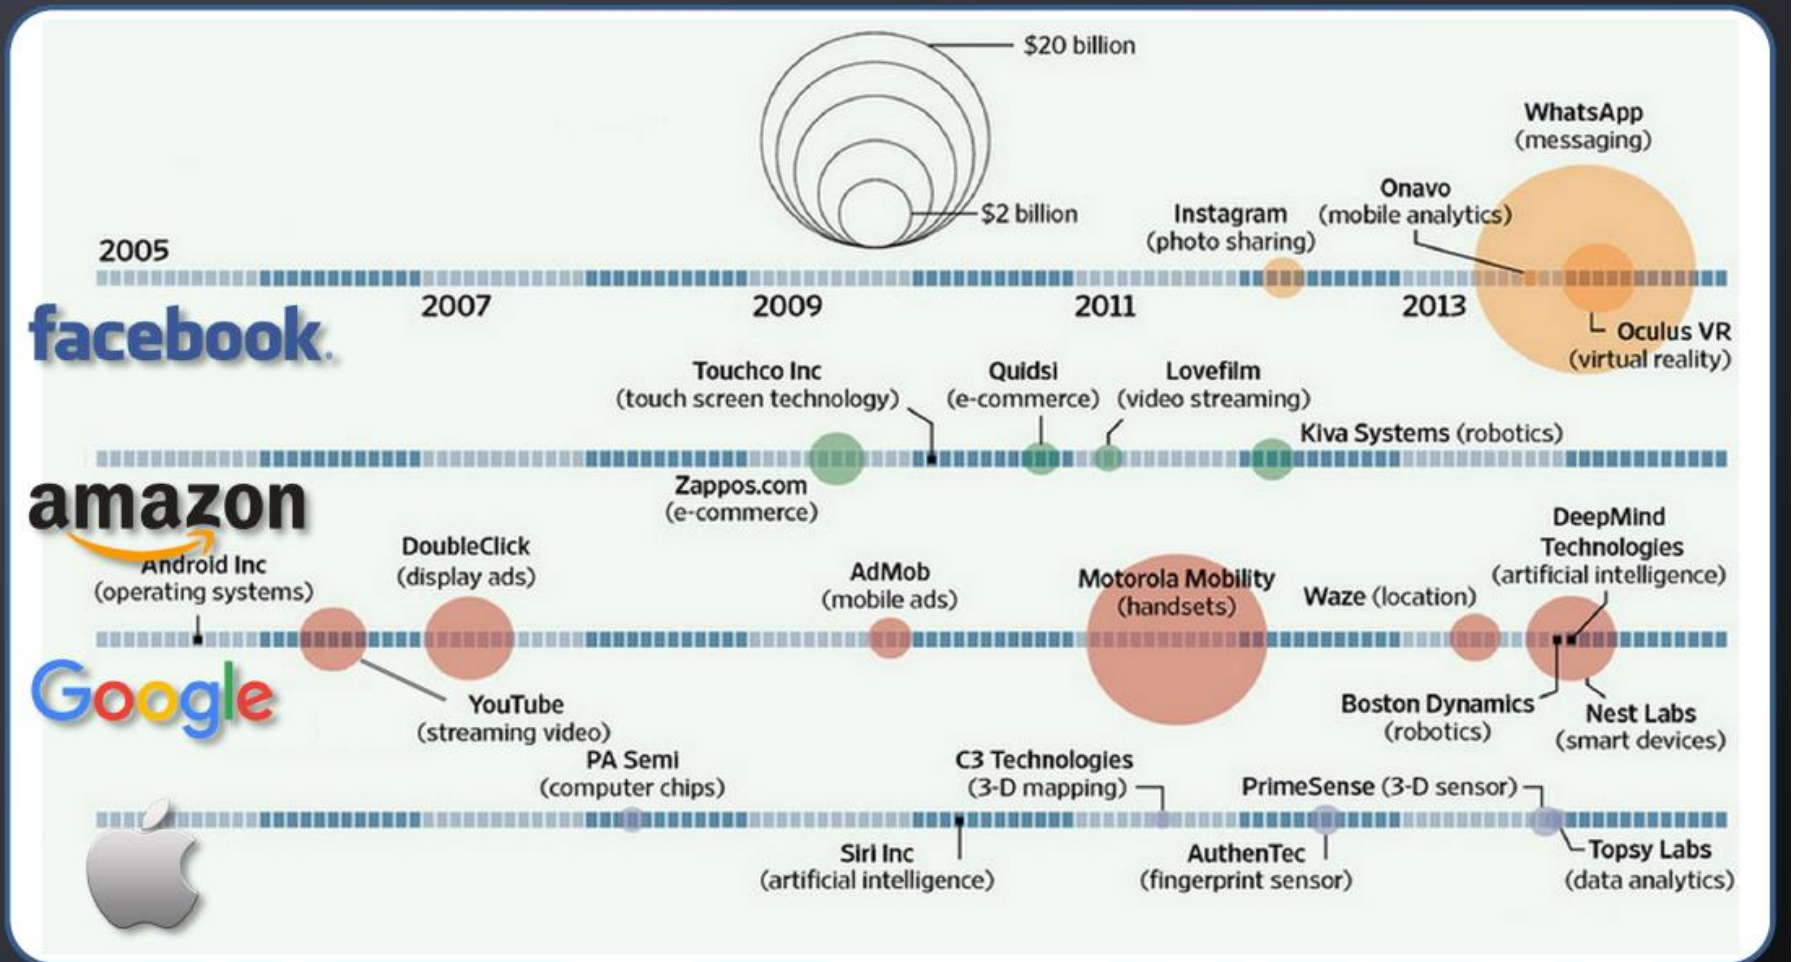 $20 billion
$2 billion
WhatsApp
(messaging)
Onavo
(mobile analytics)
Instagram
(photo sharing)
2005
2007
2009
2011
2013
facebook.
Oculus VR
(virtual reality)
Touchco Inc
(touch screen technology)
Quidsi
(e-commerce)
Lovefilm
(video streaming)
Kiva Systems (robotics)
Zappos.com
(e-commerce)
amazon
Android Inc
(operating systems)
DoubleClick
(display ads)
AdMob
(mobile ads)
Motorola Mobility
(handsets)
Waze (location)
DeepMind
Technologies
(artificial intelligence)
Google
YouTube
(streaming video)
Boston Dynamics
(robotics)
Nest Labs
(smart devices)
PA Semi
(computer chips)
C3 Technologies
(3-D mapping)
PrimeSense (3-D sensor)
Siri Inc
(artificial intelligence)
AuthenTec
(fingerprint sensor)
Topsy Labs
(data analytics)